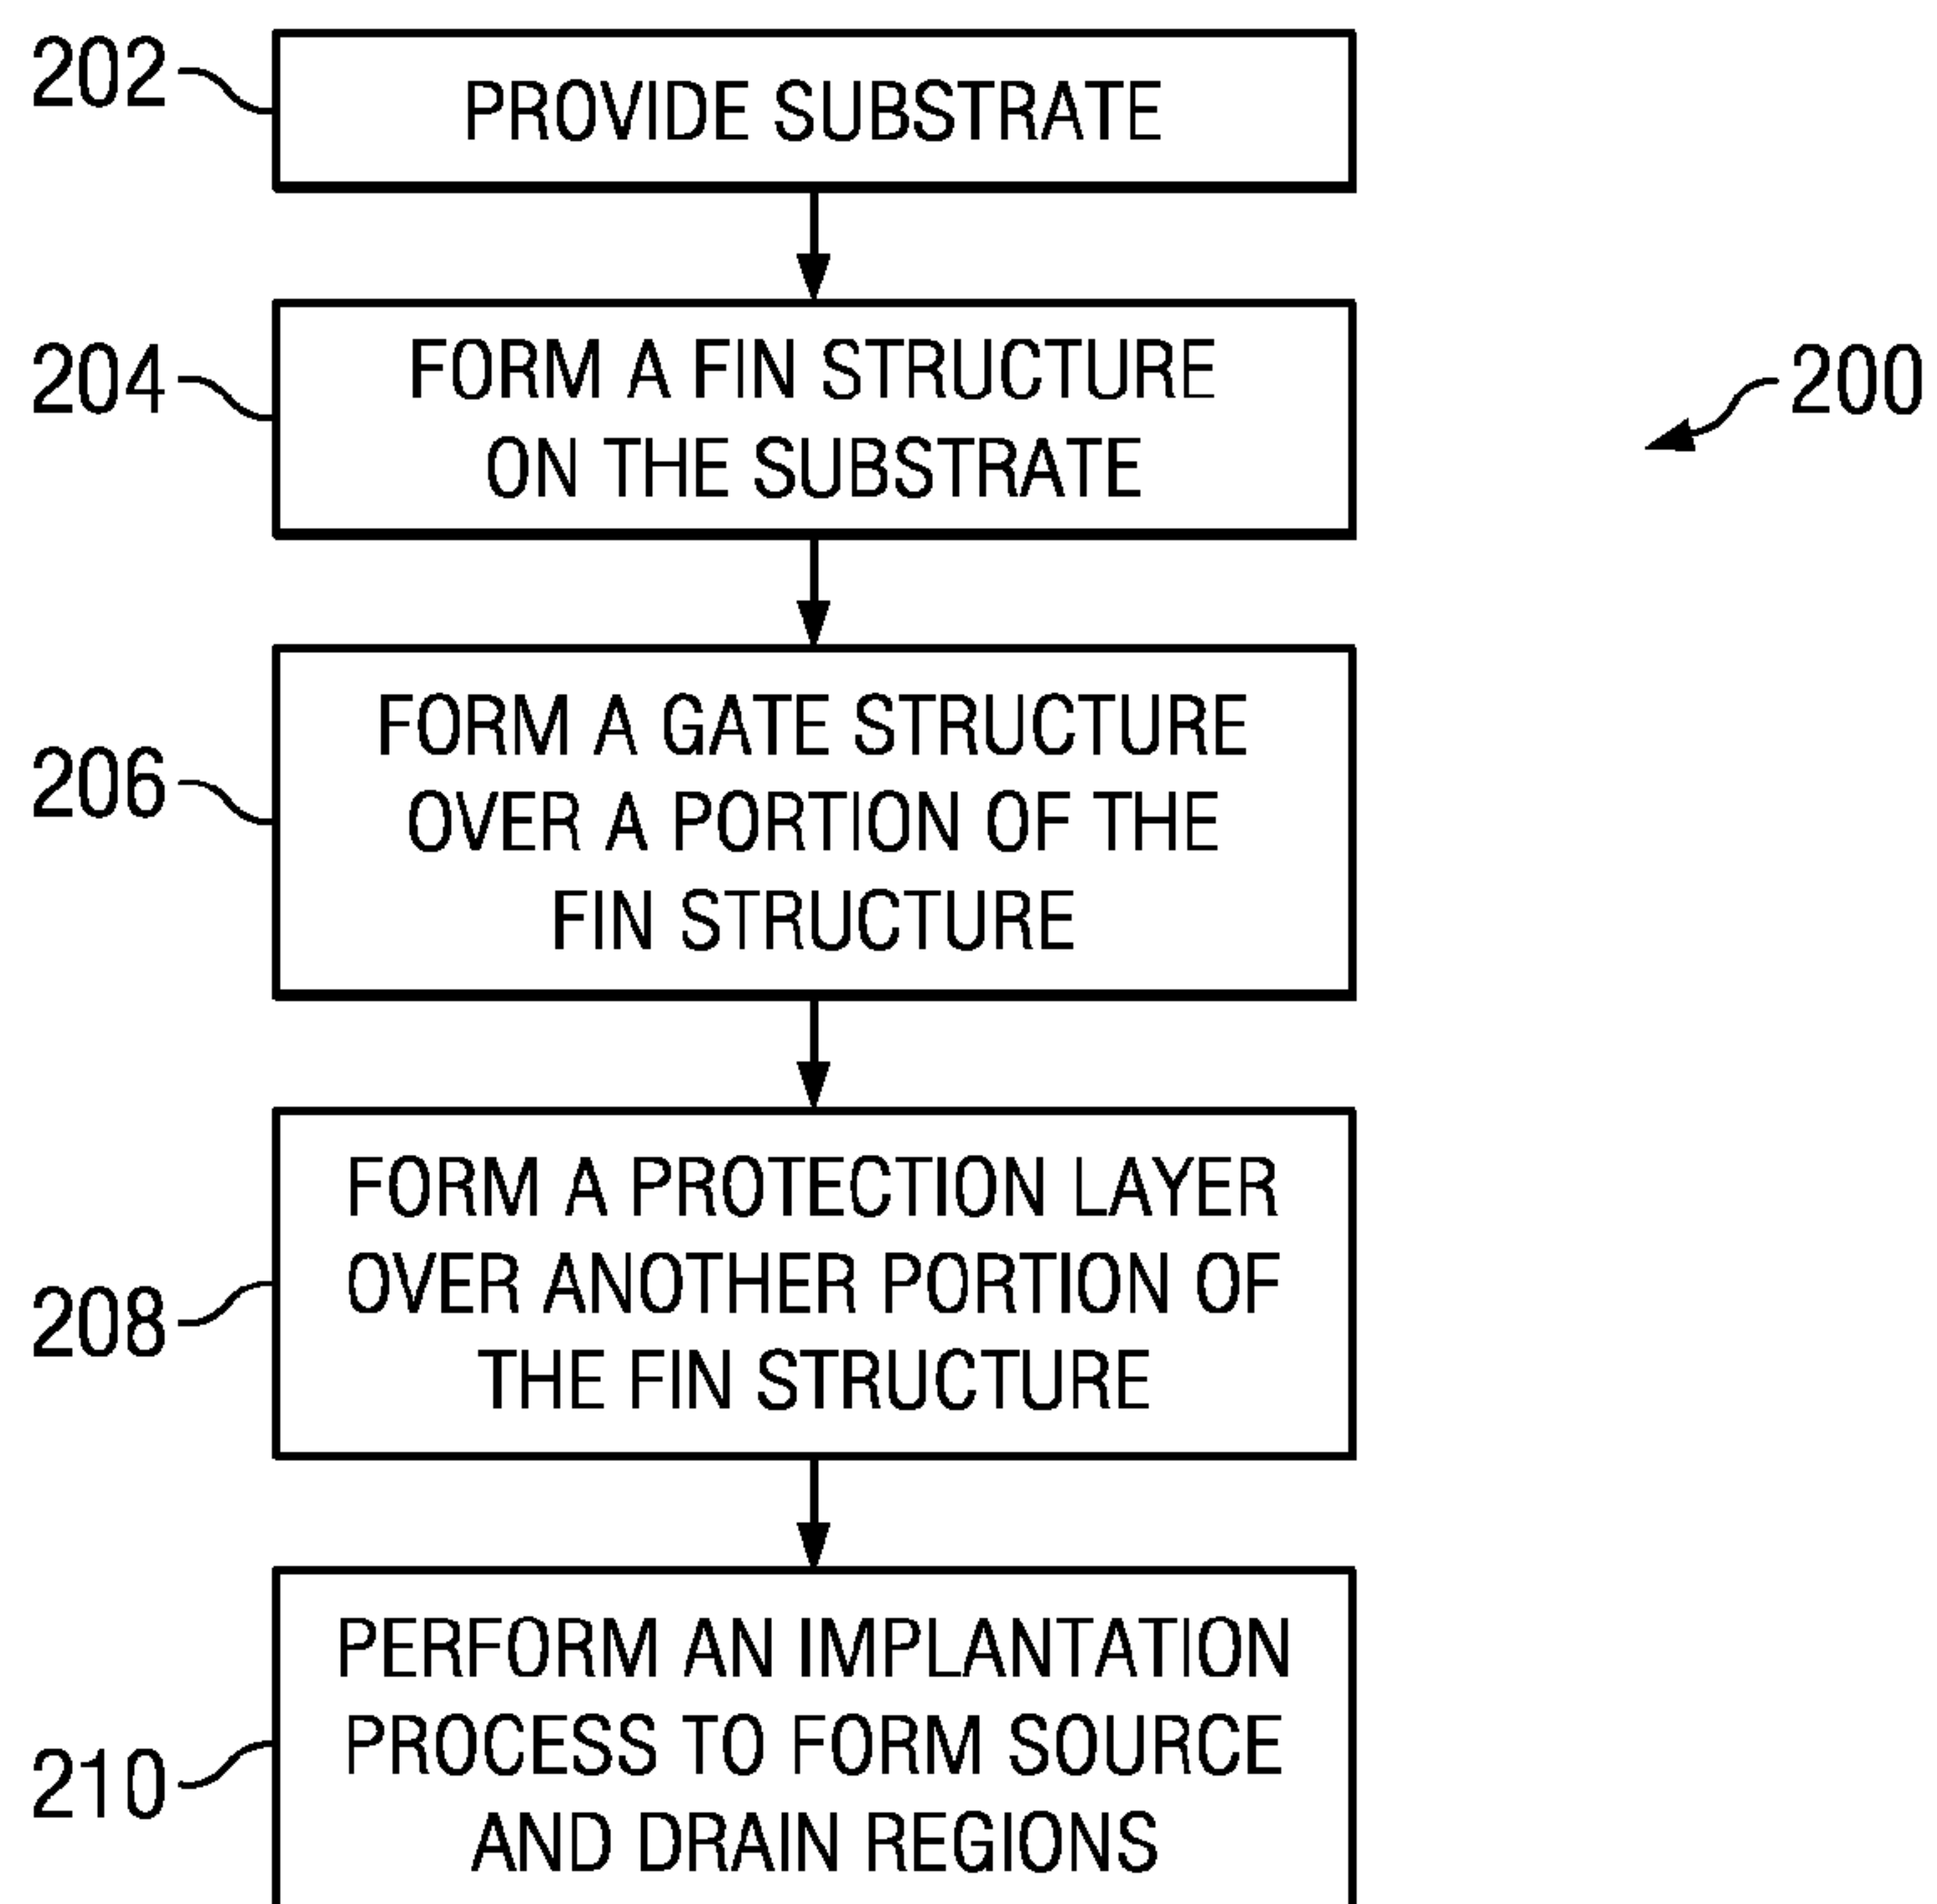 202
PROVIDE SUBSTRATE
204
FORM A FIN STRUCTURE
ON THE SUBSTRATE
200
206
FORM A GATE STRUCTURE
OVER A PORTION OF THE
FIN STRUCTURE
208
FORM A PROTECTION LAYER
OVER ANOTHER PORTION OF
THE FIN STRUCTURE
210
PERFORM AN IMPLANTATION
PROCESS TO FORM SOURCE
AND DRAIN REGIONS